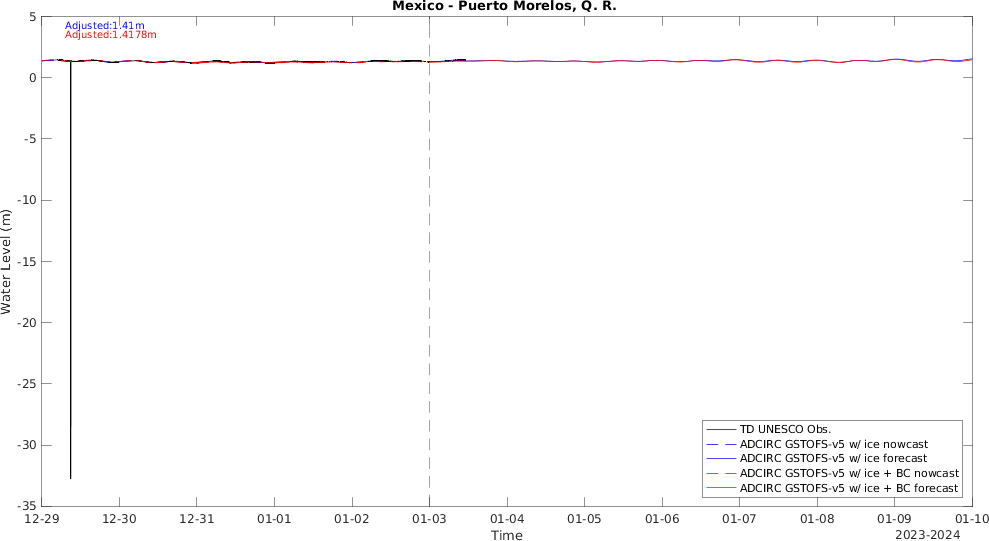 Mexico - Puerto Morelos, Q. R.
Adjusted:1.41m
Adjusted:1.4178m
5
0
-5
-10
-15
-20
-25
-30
-35
Water Level (m)
TD UNESCO Obs.
ADCIRC GSTOFS-v5 w/ ice nowcast
ADCIRC GSTOFS-v5 w/ ice forecast
ADCIRC GSTOFS-v5 w/ ice + BC nowcast
ADCIRC GSTOFS-v5 w/ ice + BC forecast
12-29 12-30 12-31 01-01 01-02 01-03 01-04 01-05 01-06 01-07 01-08 01-09 01-10
Time
2023-2024